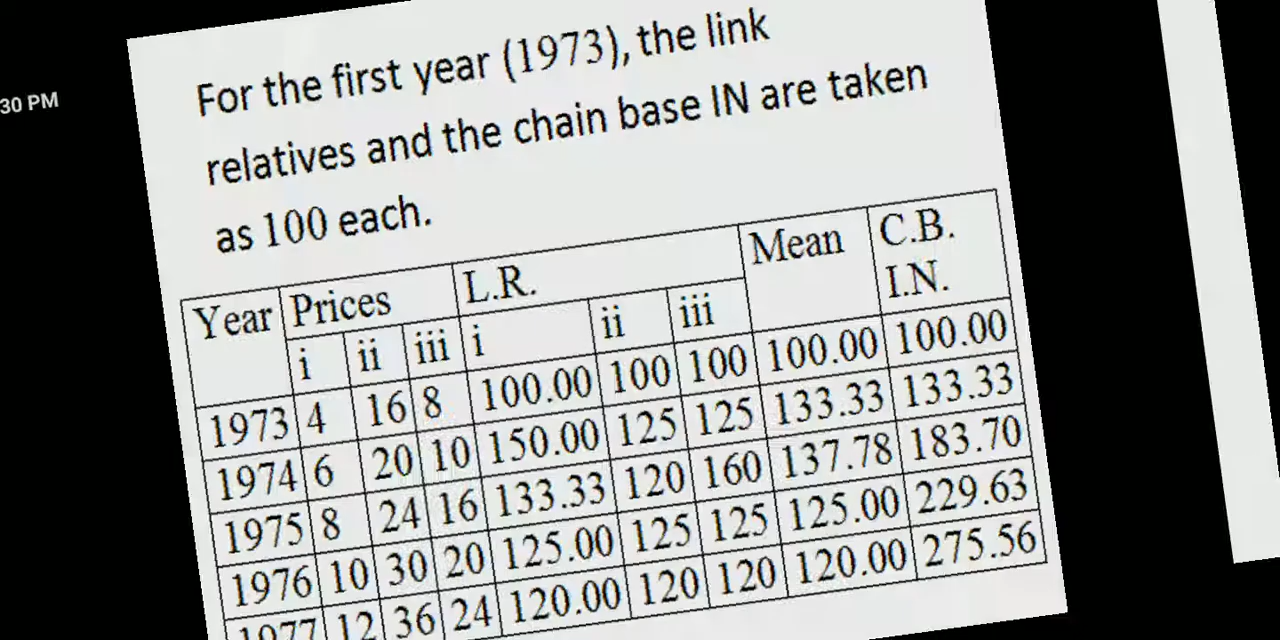 30 PM
For the first year (1973), the link
relatives and the chain base IN are taken
as 100 each.
Year Prices L.R. Mean C.B. I.N.
i ii iii i ii iii
1973 4 16 8 100.00 100 100 100.00 100.00
1974 6 20 10 150.00 125 125 133.33 133.33
1975 8 24 16 133.33 120 160 137.78 183.70
1976 10 30 20 125.00 125 125 125.00 229.63
1977 12 36 24 120.00 120 120 120.00 275.56